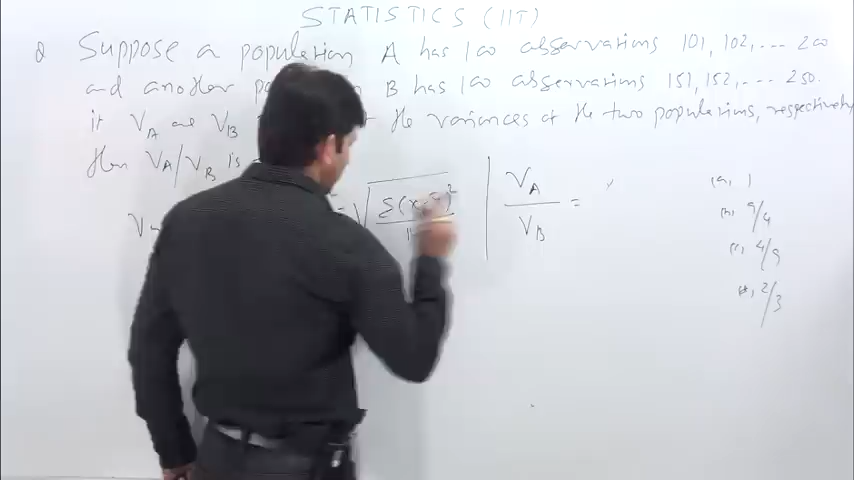 STATISTICS (IIT)
Q Suppose a population A has 100 observations 101, 102, ... 200
and another B has 100 observations 151, 152, ... 250.
if VA are VB the variances of the two populations, respectively
then VA/VB is
√Σ(x )²
VA
VB =
(a, 1
(b, 9/4
(c, 4/9
2/3